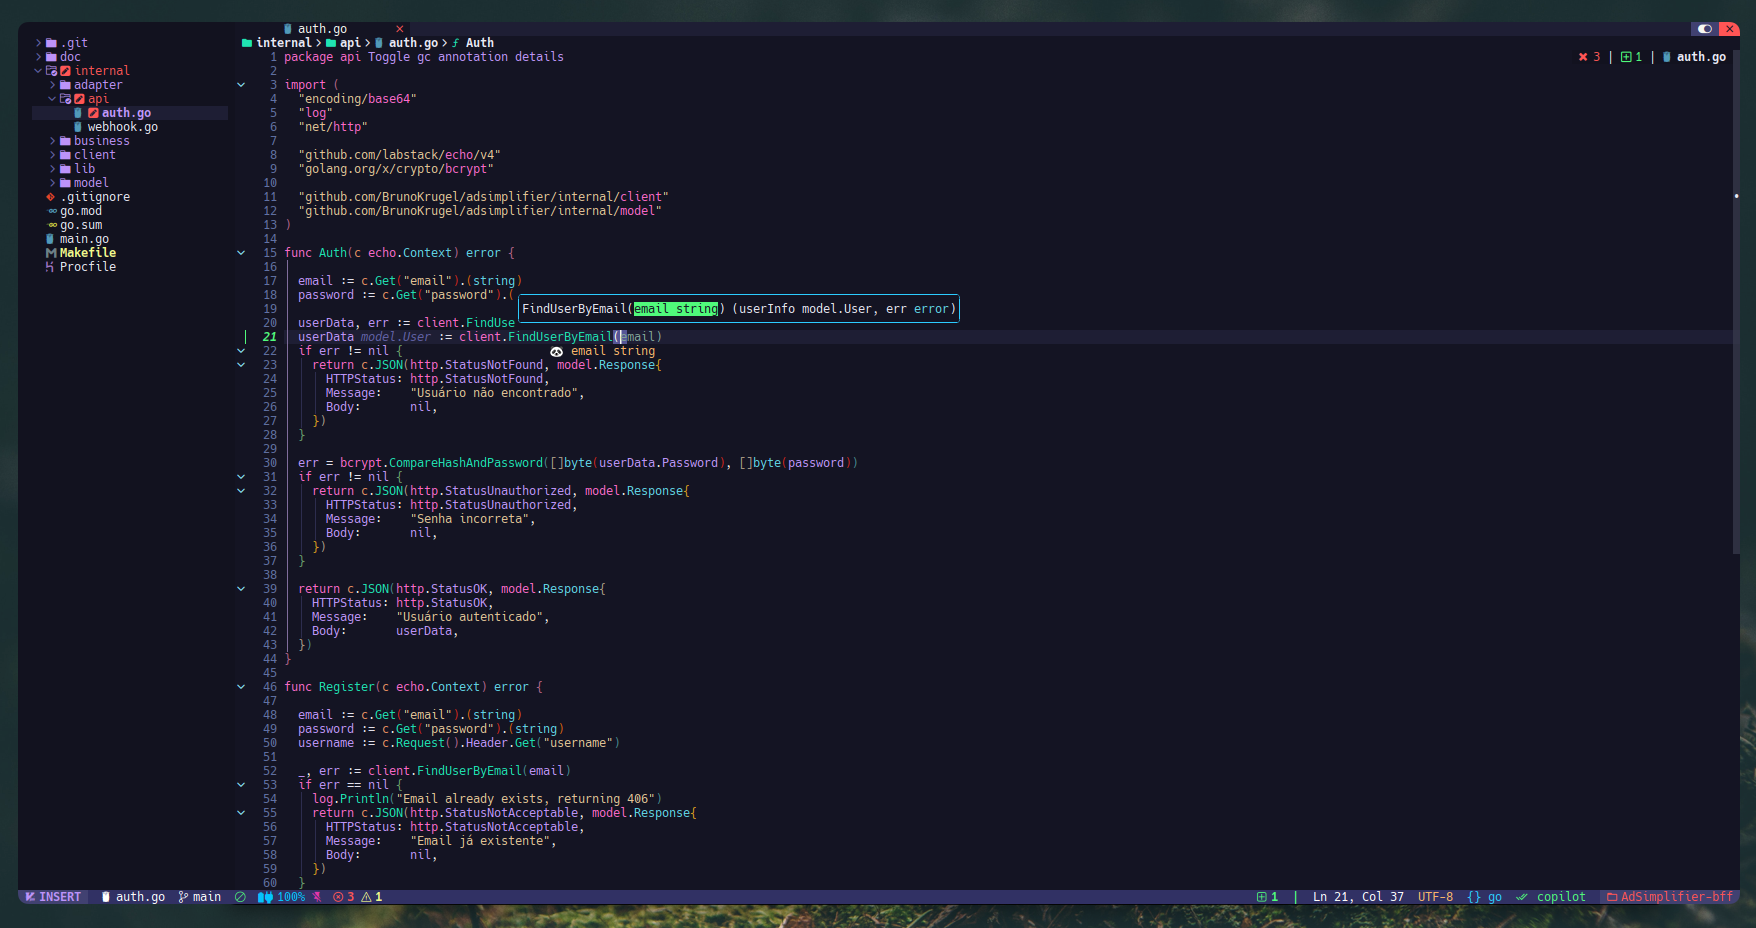 auth.go ×
.git
doc
internal
adapter
api
auth.go
webhook.go
business
client
lib
model
.gitignore
go.mod
go.sum
main.go
Makefile
Procfile
internal > api > auth.go > Auth
✖ 3 | 1 | auth.go
1 package api Toggle gc annotation details
2
3 import (
4 "encoding/base64"
5 "log"
6 "net/http"
7
8 "github.com/labstack/echo/v4"
9 "golang.org/x/crypto/bcrypt"
10
11 "github.com/BrunoKrugel/adsimplifier/internal/client"
12 "github.com/BrunoKrugel/adsimplifier/internal/model"
13 )
14
15 func Auth(c echo.Context) error {
16
17 email := c.Get("email").(string)
18 password := c.Get("password").(
19 FindUserByEmail(email string) (userInfo model.User, err error)
20 userData, err := client.FindUse
21 userData model.User := client.FindUserByEmail(email)
22 if err != nil { email string
23 return c.JSON(http.StatusNotFound, model.Response{
24 HTTPStatus: http.StatusNotFound,
25 Message: "Usuário não encontrado",
26 Body: nil,
27 })
28 }
29
30 err = bcrypt.CompareHashAndPassword([]byte(userData.Password), []byte(password))
31 if err != nil {
32 return c.JSON(http.StatusUnauthorized, model.Response{
33 HTTPStatus: http.StatusUnauthorized,
34 Message: "Senha incorreta",
35 Body: nil,
36 })
37 }
38
39 return c.JSON(http.StatusOK, model.Response{
40 HTTPStatus: http.StatusOK,
41 Message: "Usuário autenticado",
42 Body: userData,
43 })
44 }
45
46 func Register(c echo.Context) error {
47
48 email := c.Get("email").(string)
49 password := c.Get("password").(string)
50 username := c.Request().Header.Get("username")
51
52 _, err := client.FindUserByEmail(email)
53 if err == nil {
54 log.Println("Email already exists, returning 406")
55 return c.JSON(http.StatusNotAcceptable, model.Response{
56 HTTPStatus: http.StatusNotAcceptable,
57 Message: "Email já existente",
58 Body: nil,
59 })
60 }
INSERT auth.go main 100% 3 1 1 | Ln 21, Col 37 UTF-8 {} go copilot AdSimplifier-bff